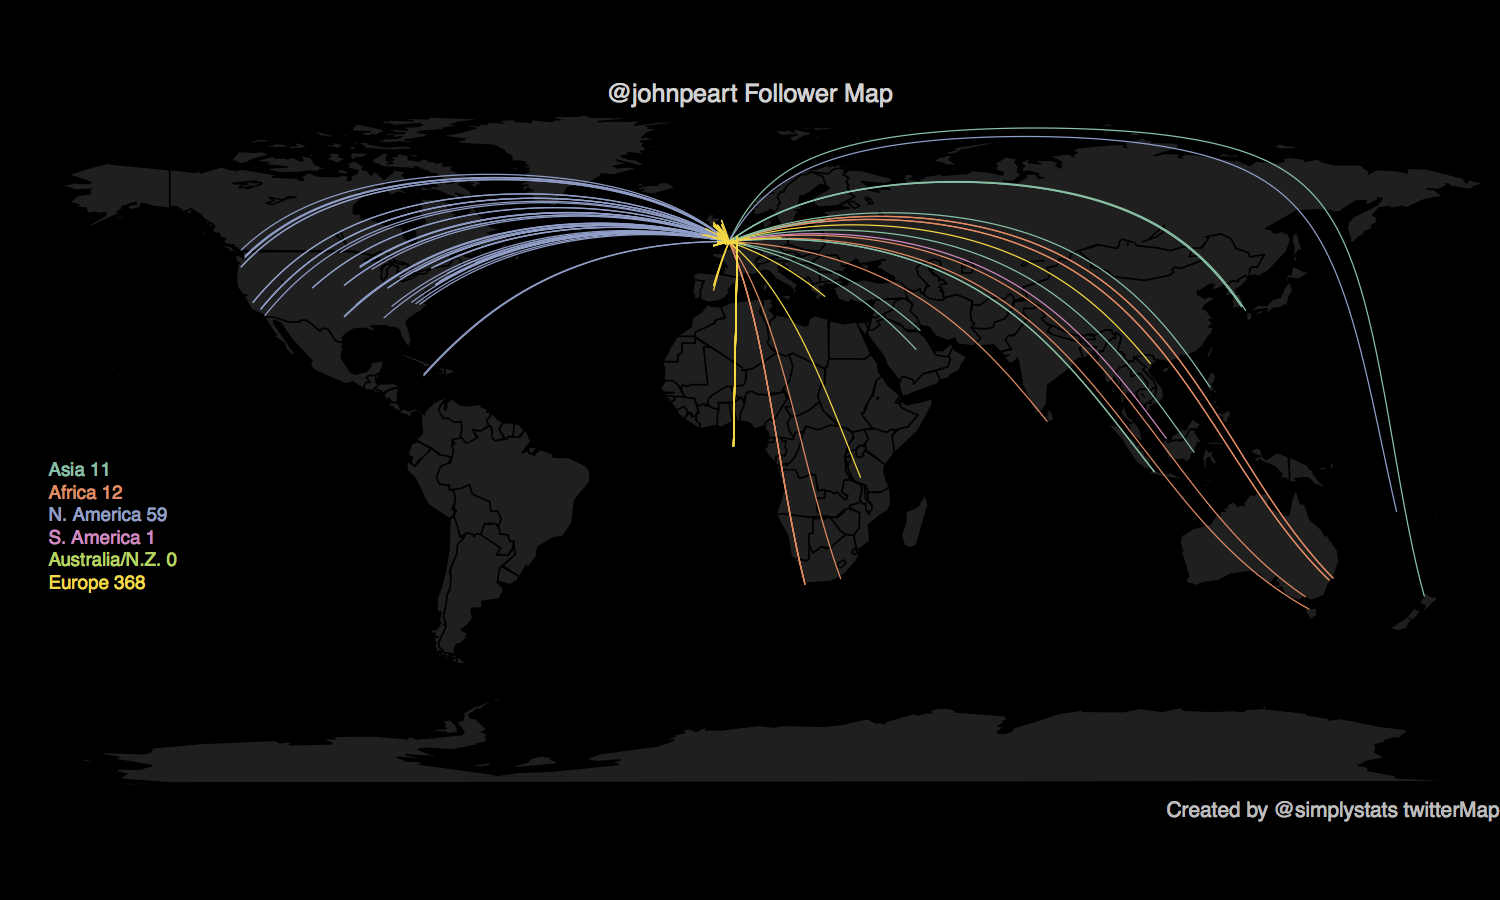 @johnpeart Follower Map
Asia 11
Africa 12
N. America 59
S. America 1
Australia/N.Z. 0
Europe 368
Created by @simplystats twitterMap